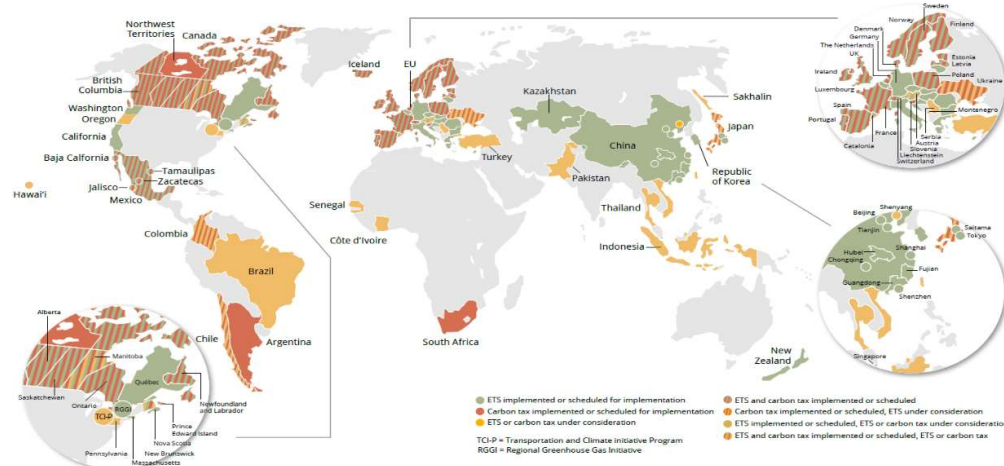 Northwest
Territories
Canada
British
Columbia
Washington
Oregon
California
Baja Calfornia
Hawai'i
Jalisco
Mexico
Tamaulipas
Zacatecas
Colombia
Brazil
Chile
Argentina
Iceland
EU
Senegal
Côte d'Ivoire
South Africa
Kazakhstan
China
Turkey
Pakistan
Thailand
Indonesia
Sakhalin
Japan
Republic
of Korea
New
Zealand
Sweden
Norway
Finland
Denmark
Germany
The Netherlands
UK
Estonia
Latvia
Ireland
Poland
Ukraine
Luxembourg
Spain
Portugal
France
Montenegro
Catalonia
Serbia
Austria
Slovenia
Liechtenstein
Switzerland
Shenyang
Beijing
Tianjin
Saitama
Tokyo
Hubei
Shanghai
Chongqing
Fujian
Guangdong
Shenzhen
Singapore
Alberta
Manitoba
Québec
Saskatchewan
Ontario
TCI-P
RGGI
Newfoundland
and Labrador
Prince
Edward Island
Nova Scotia
New Brunswick
Pennsylvania
Massachusetts
ETS implemented or scheduled for implementation
Carbon tax implemented or scheduled for implementation
ETS or carbon tax under consideration
TCI-P = Transportation and Climate Initiative Program
RGGI = Regional Greenhouse Gas Initiative
ETS and carbon tax implemented or scheduled
Carbon tax implemented or scheduled, ETS under consideration
ETS implemented or scheduled, ETS or carbon tax under consideration
ETS and carbon tax implemented or scheduled, ETS or carbon tax